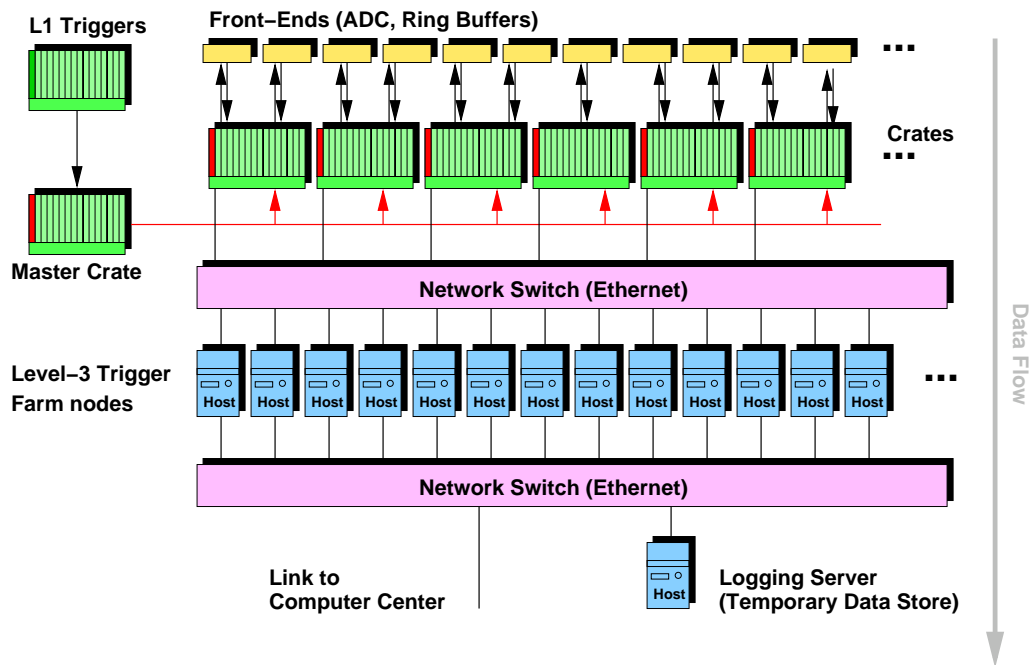 L1 Triggers
Front−Ends (ADC, Ring Buffers)
...
Crates
...
Master Crate
Network Switch (Ethernet)
Level−3 Trigger
Farm nodes
Host
Host
Host
Host
Host
Host
Host
Host
Host
Host
Host
Host
Host
...
Data Flow
Network Switch (Ethernet)
Link to
Computer Center
Host
Logging Server
(Temporary Data Store)